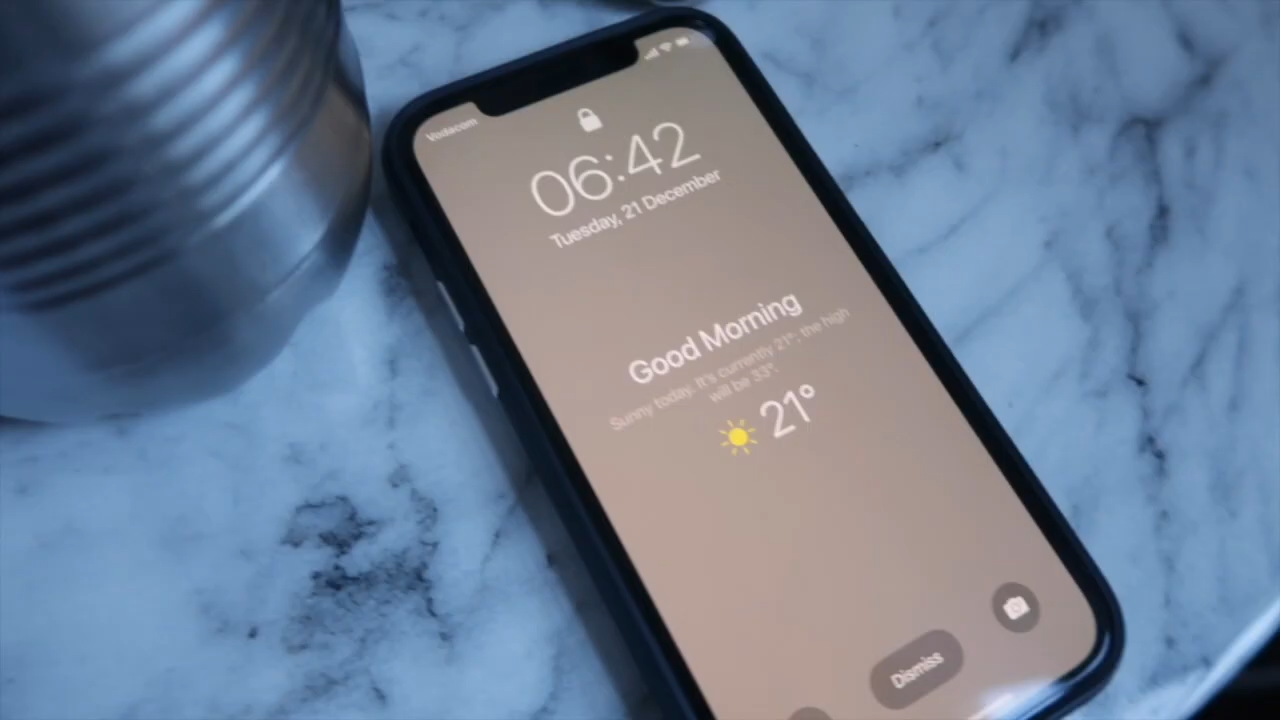 Vodacom
06:42
Tuesday, 21 December
Good Morning
Sunny today. It's currently 21°; the high
will be 33°.
21°
Dismiss